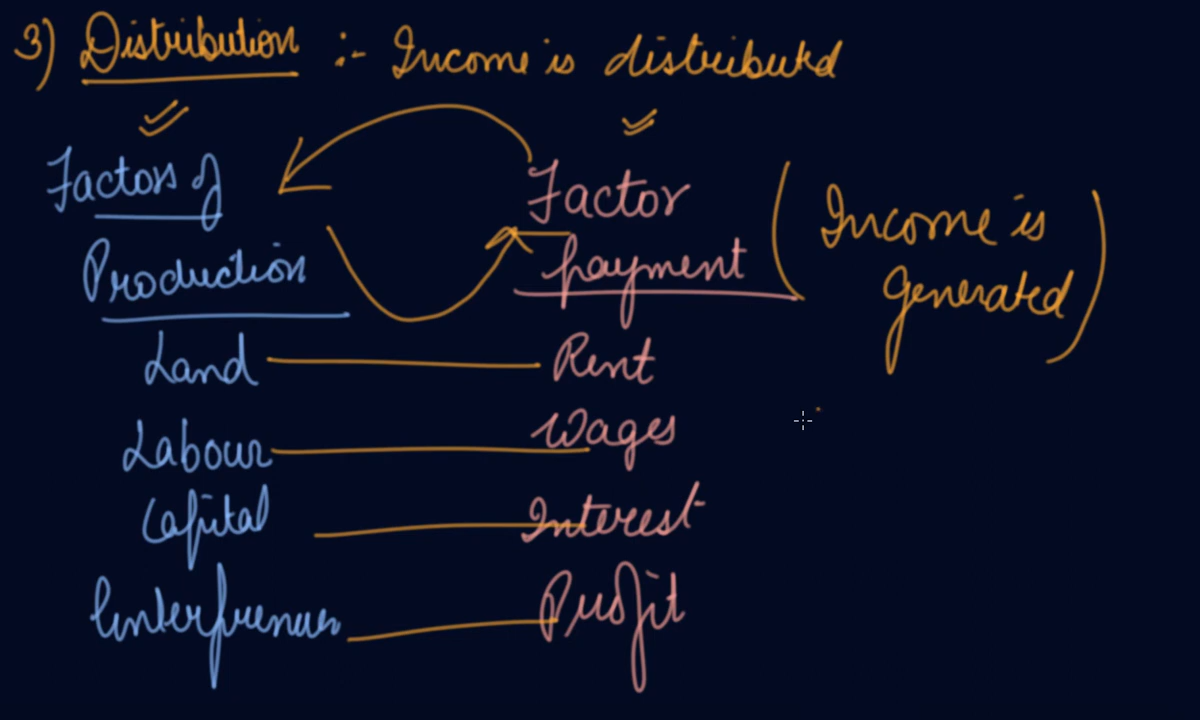 3) Distribution :- Income is distributed
Factors of Production
Factor payment
(Income is generated)
Land Rent
Labour Wages
Capital Interest
Enterpreneur Profit